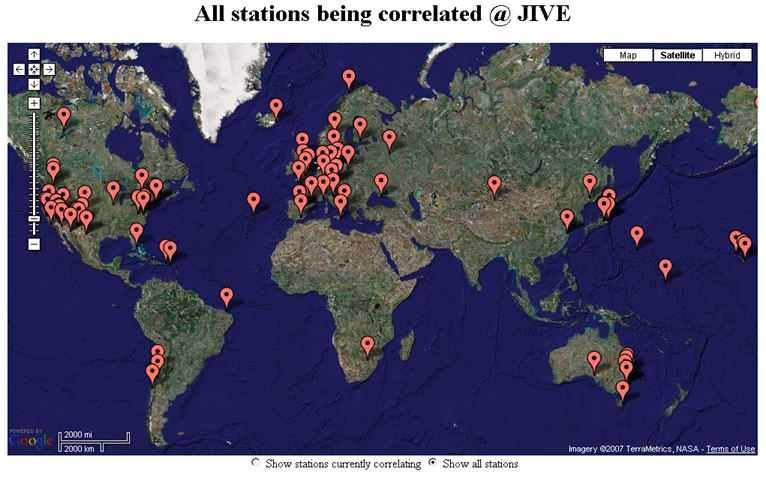 All stations being correlated @ JIVE
Map Satellite Hybrid
POWERED BY
Google
2000 mi
2000 km
Imagery ©2007 TerraMetrics, NASA - Terms of Use
Show stations currently correlating Show all stations